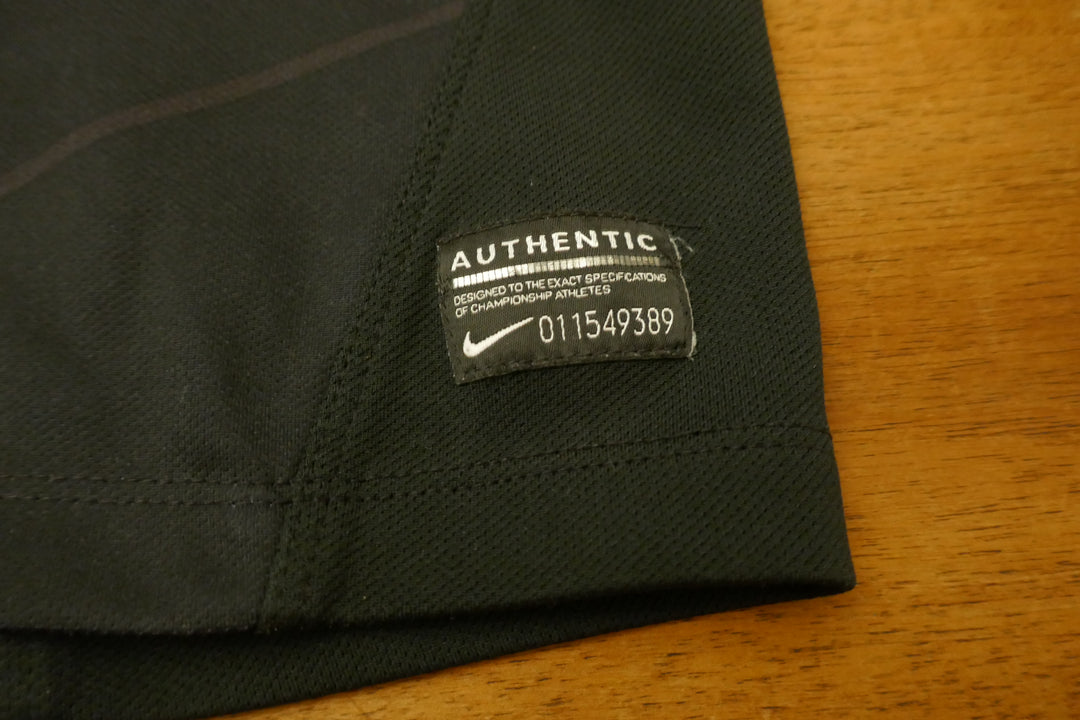 AUTHENTIC
DESIGNED TO THE EXACT SPECIFICATIONS
OF CHAMPIONSHIP ATHLETES
011549389